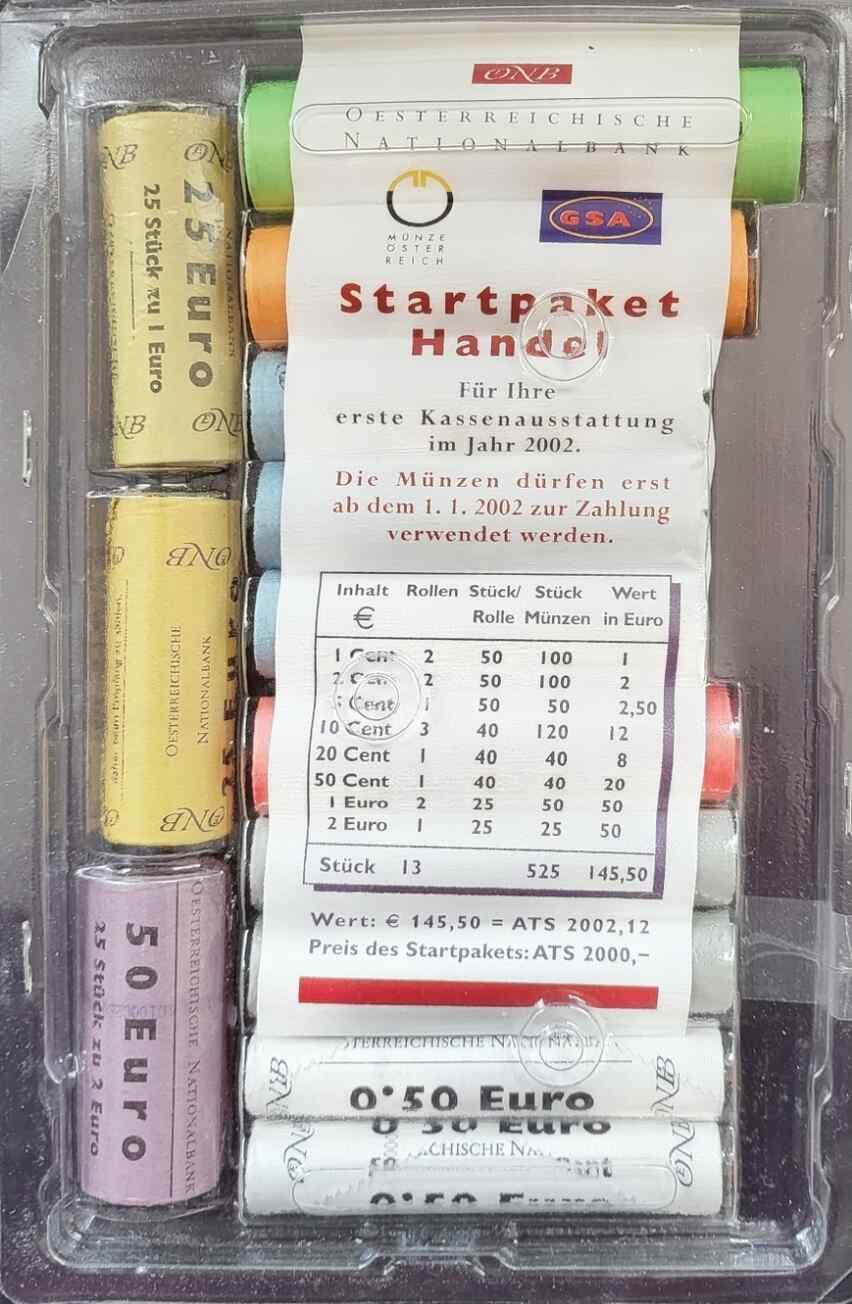 ONB
OESTERREICHISCHE
NATIONALBANK
MÜNZE
ÖSTER
REICH
GSA
Startpaket
Handel
Für Ihre
erste Kassenausstattung
im Jahr 2002.
Die Münzen dürfen erst
ab dem 1. 1. 2002 zur Zahlung
verwendet werden.
Inhalt Rollen Stück/ Stück Wert
€ Rolle Münzen in Euro
1 Cent 2 50 100 1
2 Cent 2 50 100 2
5 Cent 1 50 50 2,50
10 Cent 3 40 120 12
20 Cent 1 40 40 8
50 Cent 1 40 40 20
1 Euro 2 25 50 50
2 Euro 1 25 25 50
Stück 13 525 145,50
Wert: € 145,50 = ATS 2002,12
Preis des Startpakets: ATS 2000,–
NATIONALBANK
25 Euro
25 Stück zu 1 Euro
ONB
OESTERREICHISCHE
NATIONALBANK
ONB
OESTERREICHISCHE NATIONALBANK
50 Euro
25 Stück zu 2 Euro
0•50 Euro